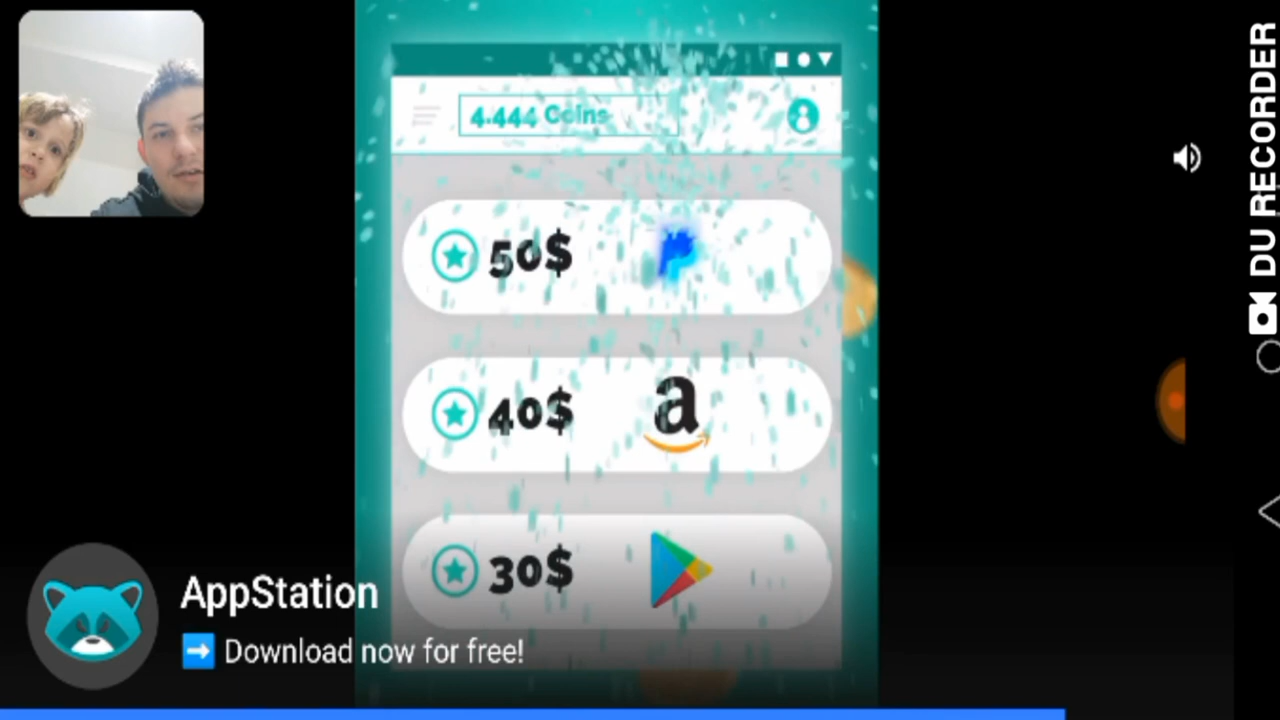 4.444 Coins
50$
40$
a
30$
AppStation
Download now for free!
DU RECORDER